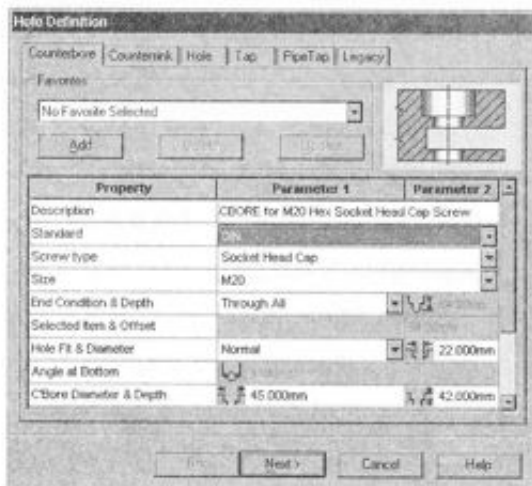 Hole Definition
Counterbore Countersink Hole Tap PipeTap Legacy
Favorites
No Favorite Selected
Add
Property Parameter 1 Parameter 2
Description CBORE for M20 Hex Socket Head Cap Screw
Standard DIN
Screw type Socket Head Cap
Size M20
End Condition & Depth Through All
Selected Item & Offset
Hole Fit & Diameter Normal 22.000mm
Angle at Bottom
C'Bore Diameter & Depth 45.000mm 42.000mm
Next > Cancel Help